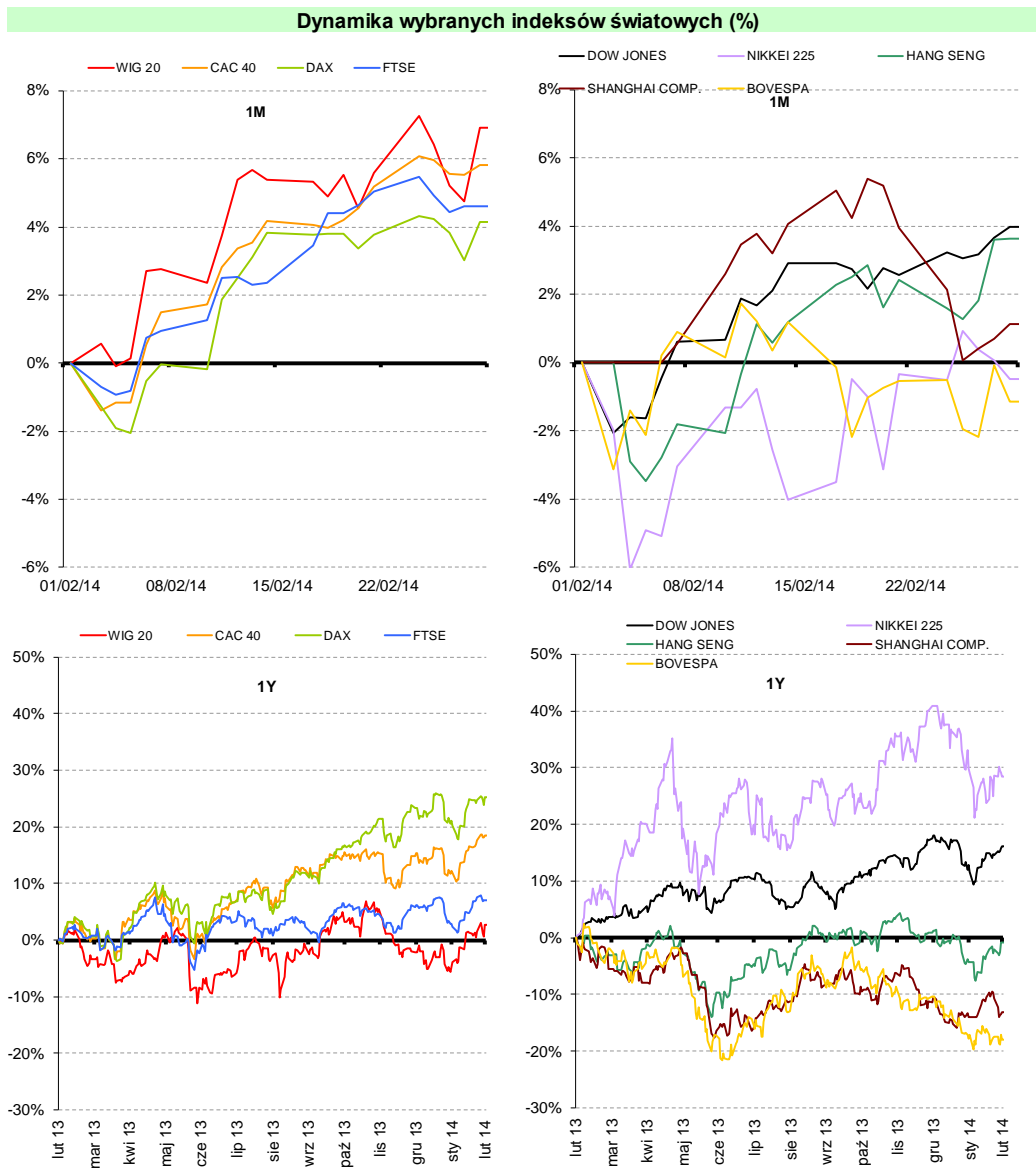 Dynamika wybranych indeksów światowych (%)
WIG 20 CAC 40 DAX FTSE
1M
8%
6%
4%
2%
0%
-2%
-4%
-6%
01/02/14 08/02/14 15/02/14 22/02/14
DOW JONES NIKKEI 225 HANG SENG
SHANGHAI COMP. BOVESPA
1M
8%
6%
4%
2%
0%
-2%
-4%
-6%
01/02/14 08/02/14 15/02/14 22/02/14
WIG 20 CAC 40 DAX FTSE
1Y
50%
40%
30%
20%
10%
0%
-10%
-20%
-30%
lut 13 mar 13 kwi 13 maj 13 cze 13 lip 13 sie 13 wrz 13 paź 13 lis 13 gru 13 sty 14 lut 14
DOW JONES NIKKEI 225
HANG SENG SHANGHAI COMP.
BOVESPA
1Y
50%
40%
30%
20%
10%
0%
-10%
-20%
-30%
lut 13 mar 13 kwi 13 maj 13 cze 13 lip 13 sie 13 wrz 13 paź 13 lis 13 gru 13 sty 14 lut 14